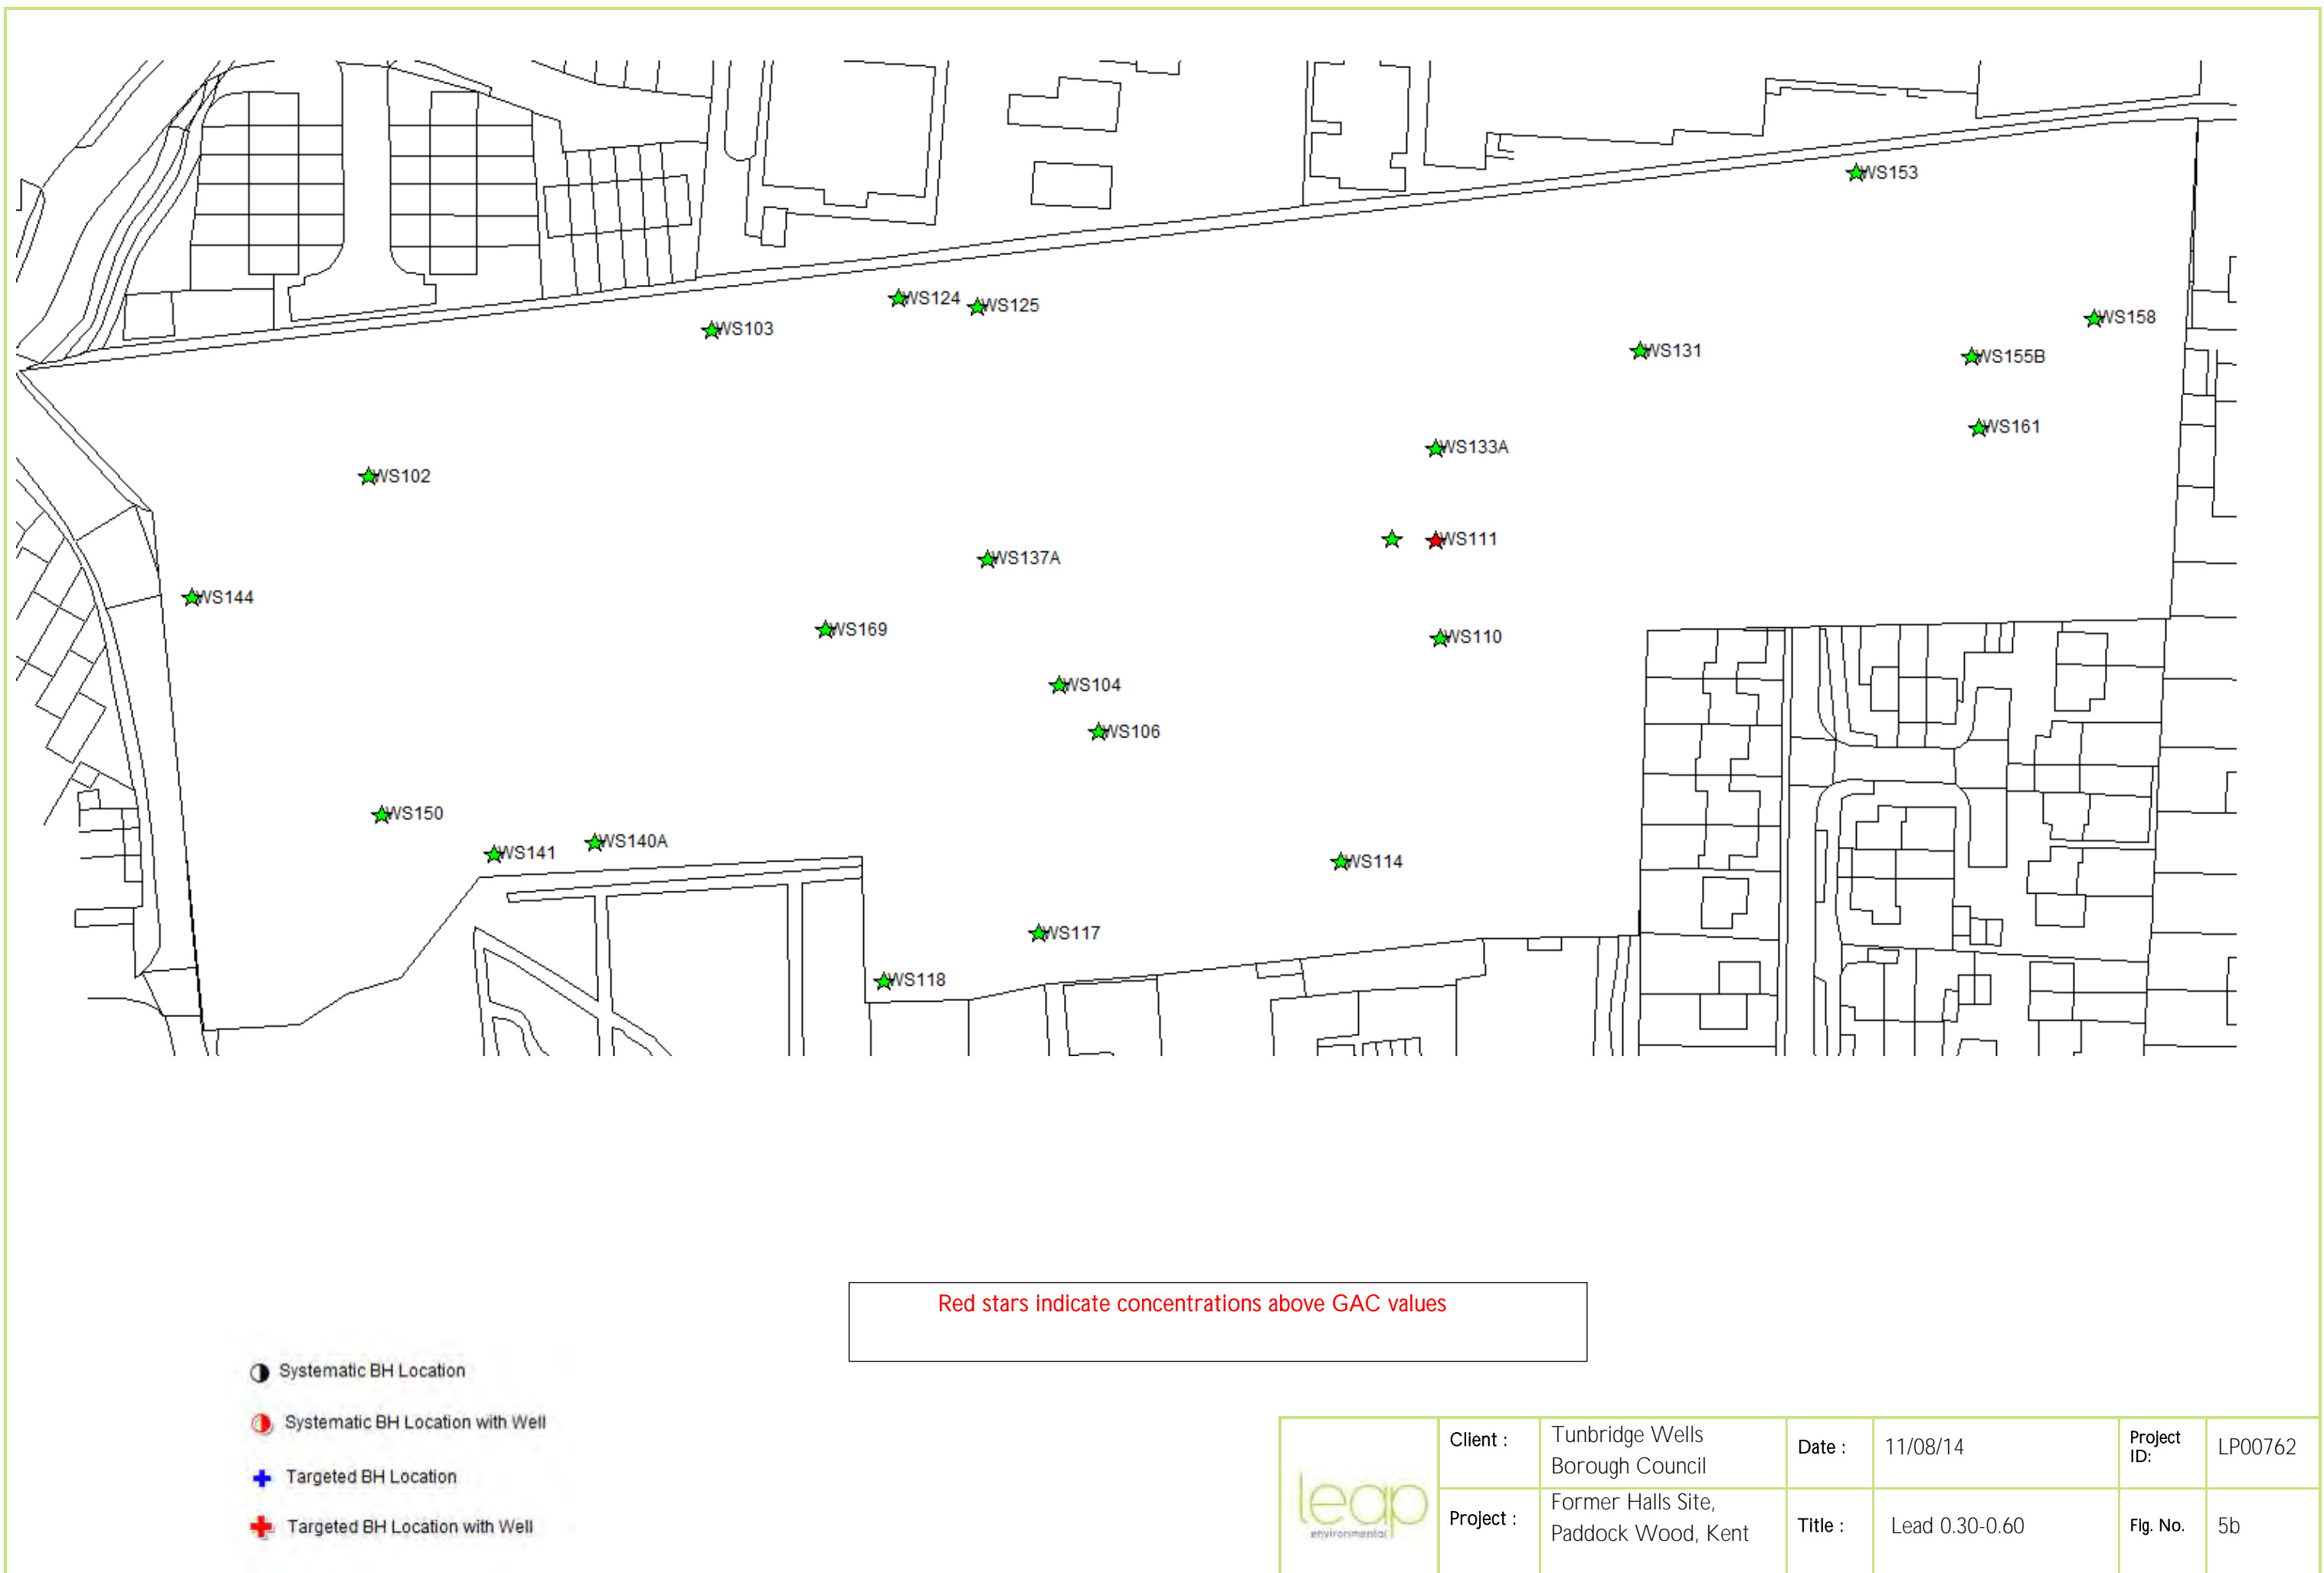 WS153
WS124
WS125
WS103
WS158
WS131
WS155B
WS161
WS133A
WS102
WS111
WS137A
WS144
WS169
WS110
WS104
WS106
WS150
WS141
WS140A
WS114
WS117
WS118
Red stars indicate concentrations above GAC values
Systematic BH Location
Systematic BH Location with Well
Targeted BH Location
Targeted BH Location with Well
leap
environmental
Client :
Tunbridge Wells
Borough Council
Date :
11/08/14
Project
ID:
LP00762
Project :
Former Halls Site,
Paddock Wood, Kent
Title :
Lead 0.30-0.60
Fig. No.
5b